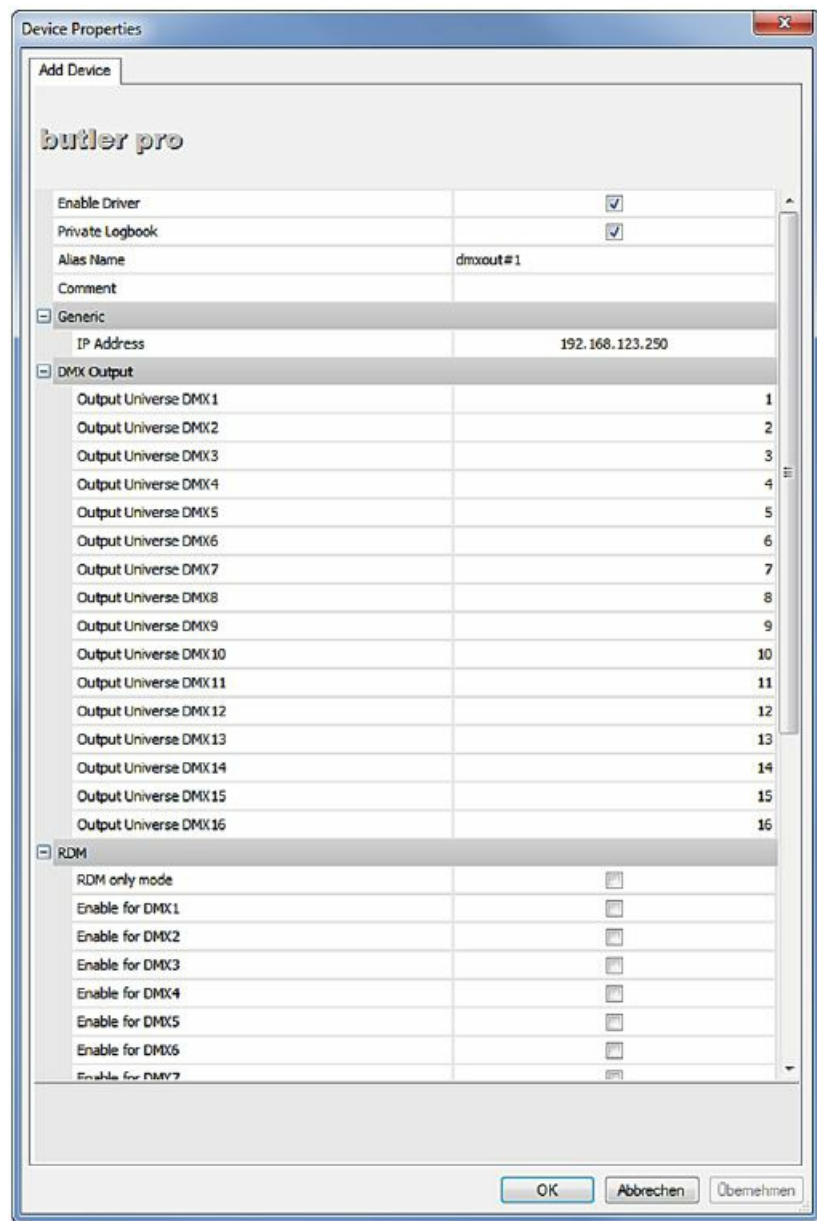 Device Properties
Add Device
butler pro
Enable Driver
Private Logbook
Alias Name dmxout#1
Comment
Generic
IP Address 192.168.123.250
DMX Output
Output Universe DMX1 1
Output Universe DMX2 2
Output Universe DMX3 3
Output Universe DMX4 4
Output Universe DMX5 5
Output Universe DMX6 6
Output Universe DMX7 7
Output Universe DMX8 8
Output Universe DMX9 9
Output Universe DMX10 10
Output Universe DMX11 11
Output Universe DMX12 12
Output Universe DMX13 13
Output Universe DMX14 14
Output Universe DMX15 15
Output Universe DMX16 16
RDM
RDM only mode
Enable for DMX1
Enable for DMX2
Enable for DMX3
Enable for DMX4
Enable for DMX5
Enable for DMX6
Enable for DMX7
OK Abbrechen Übernehmen